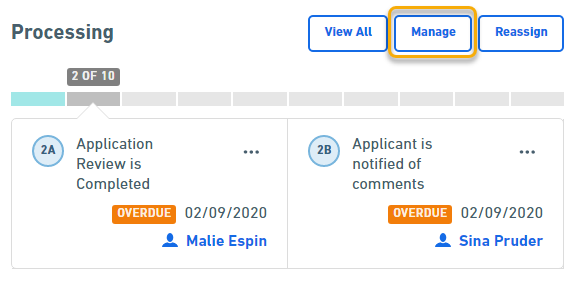 Processing
View All
Manage
Reassign
2 OF 10
2A
Application
Review is
Completed
...
OVERDUE 02/09/2020
Malie Espin
2B
Applicant is
notified of
comments
...
OVERDUE 02/09/2020
Sina Pruder